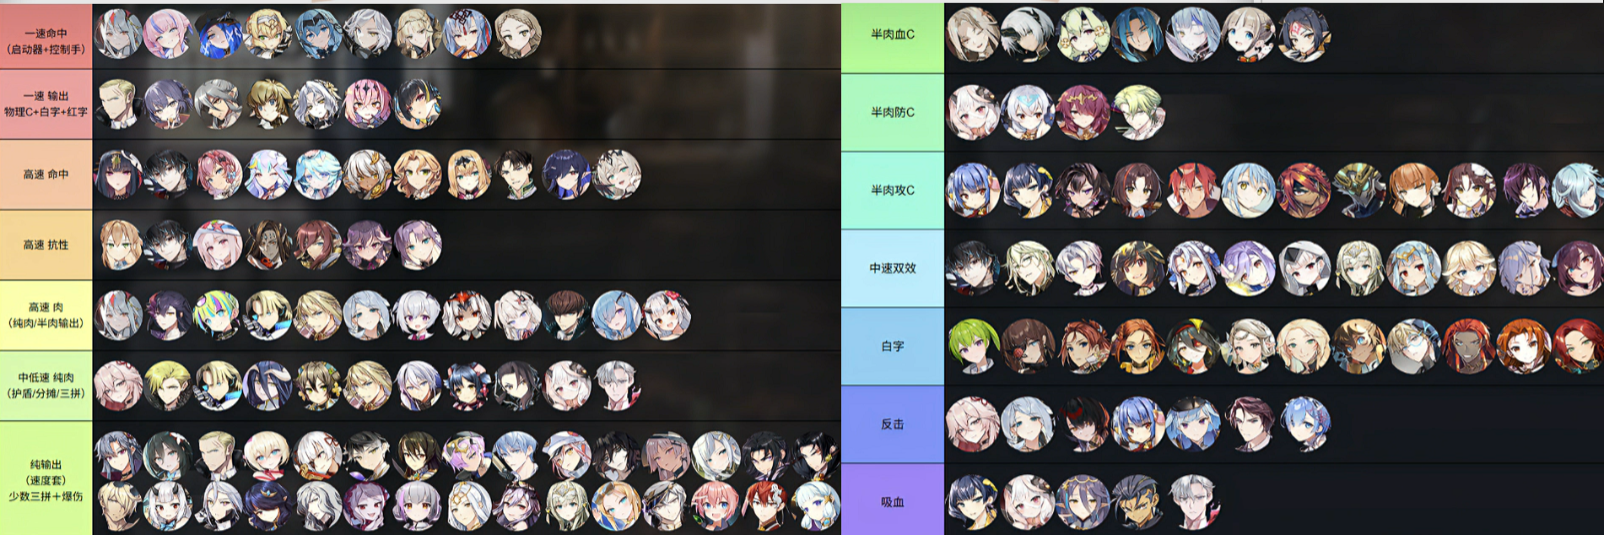 一速命中
（启动器+控制手）
一速 输出
物理C+白字+红字
高速 命中
高速 抗性
高速 肉
（纯肉/半肉输出）
中低速 纯肉
（护盾/分摊/三拼）
纯输出
（速度套）
少数三拼＋爆伤
半肉血C
半肉防C
半肉攻C
中速双效
白字
反击
吸血